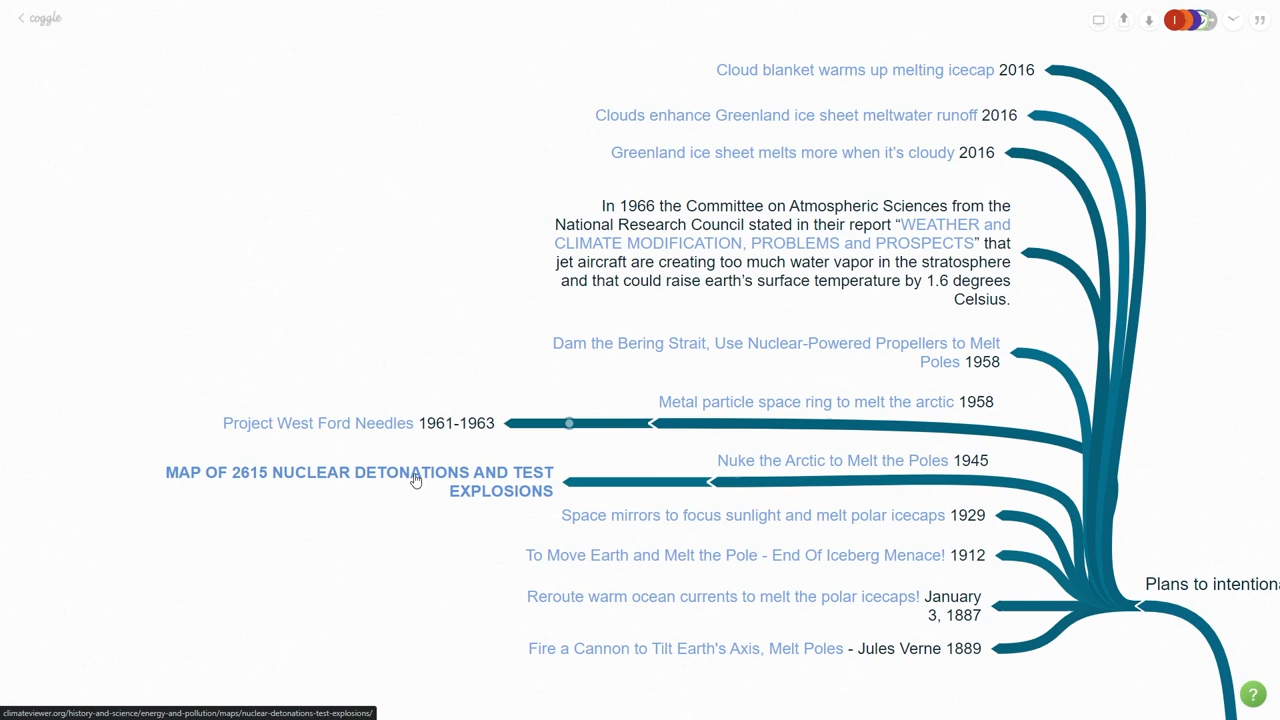 coggle
Cloud blanket warms up melting icecap 2016
Clouds enhance Greenland ice sheet meltwater runoff 2016
Greenland ice sheet melts more when it's cloudy 2016
In 1966 the Committee on Atmospheric Sciences from the
National Research Council stated in their report “WEATHER and
CLIMATE MODIFICATION, PROBLEMS and PROSPECTS” that
jet aircraft are creating too much water vapor in the stratosphere
and that could raise earth’s surface temperature by 1.6 degrees
Celsius.
Dam the Bering Strait, Use Nuclear-Powered Propellers to Melt
Poles 1958
Metal particle space ring to melt the arctic 1958
Project West Ford Needles 1961-1963
Nuke the Arctic to Melt the Poles 1945
MAP OF 2615 NUCLEAR DETONATIONS AND TEST
EXPLOSIONS
Space mirrors to focus sunlight and melt polar icecaps 1929
To Move Earth and Melt the Pole - End Of Iceberg Menace! 1912
Plans to intentiona
Reroute warm ocean currents to melt the polar icecaps! January
3, 1887
Fire a Cannon to Tilt Earth's Axis, Melt Poles - Jules Verne 1889
climateviewer.org/history-and-science/energy-and-pollution/maps/nuclear-detonations-test-explosions/